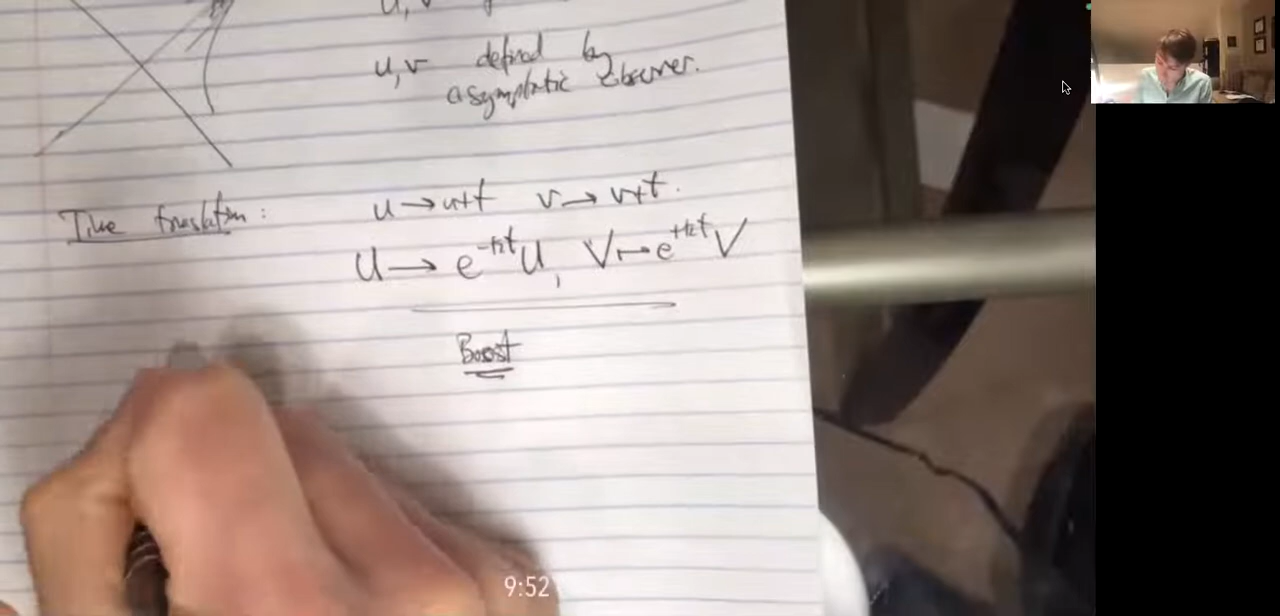 u, v
u, v defined by
asymptotic observer.
Time translation: u → u+t v → v+t.
U → e^{-κt}U, V → e^{+κt}V
Boost
9:52